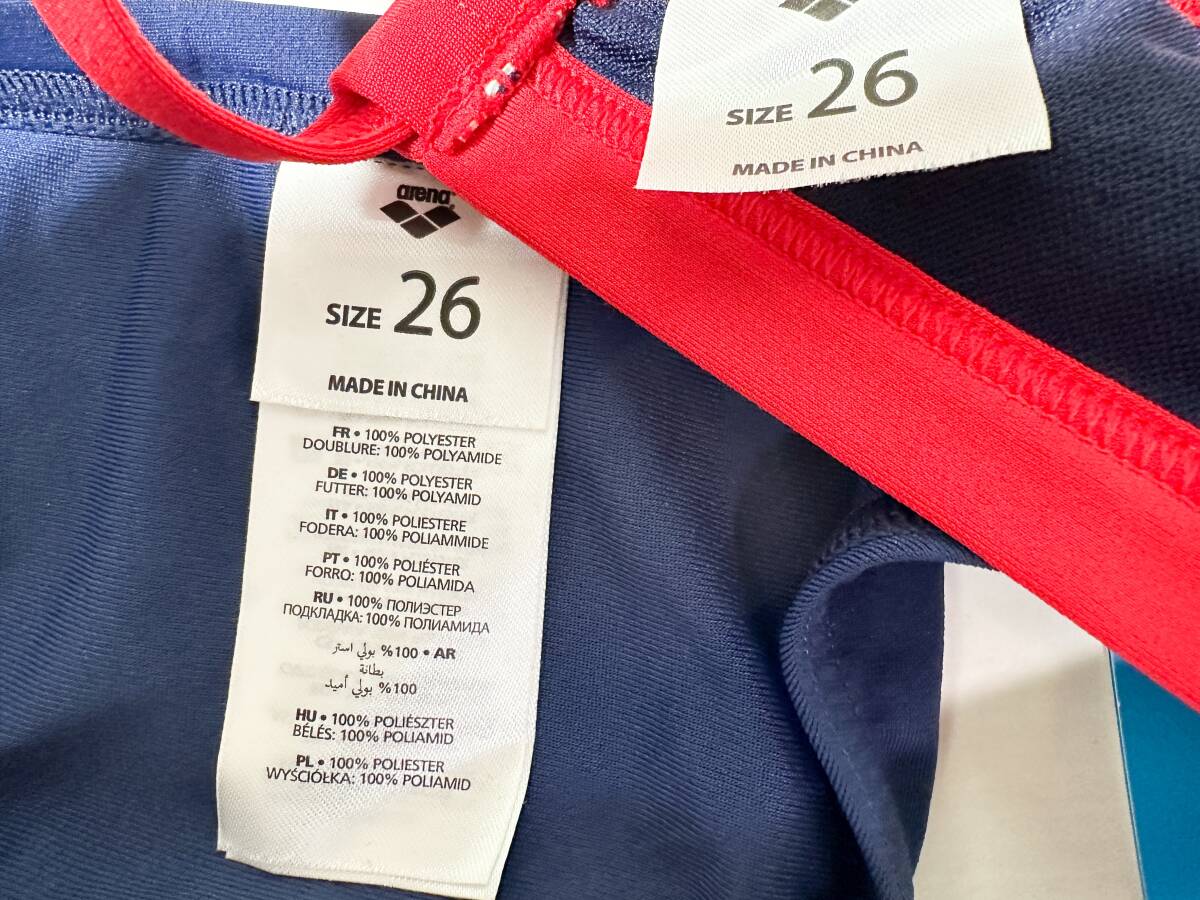 arena
SIZE 26
MADE IN CHINA
FR • 100% POLYESTER
DOUBLURE: 100% POLYAMIDE
DE • 100% POLYESTER
FUTTER: 100% POLYAMID
IT • 100% POLIESTERE
FODERA: 100% POLIAMMIDE
PT • 100% POLIÉSTER
FORRO: 100% POLIAMIDA
RU • 100% ПОЛИЭСТЕР
ПОДКЛАДКА: 100% ПОЛИАМИДА
AR • 100% بولي استر
بطانة
100% بولي أميد
HU • 100% POLIÉSZTER
BÉLÉS: 100% POLIAMID
PL • 100% POLIESTER
WYŚCIÓŁKA: 100% POLIAMID
SIZE 26
MADE IN CHINA